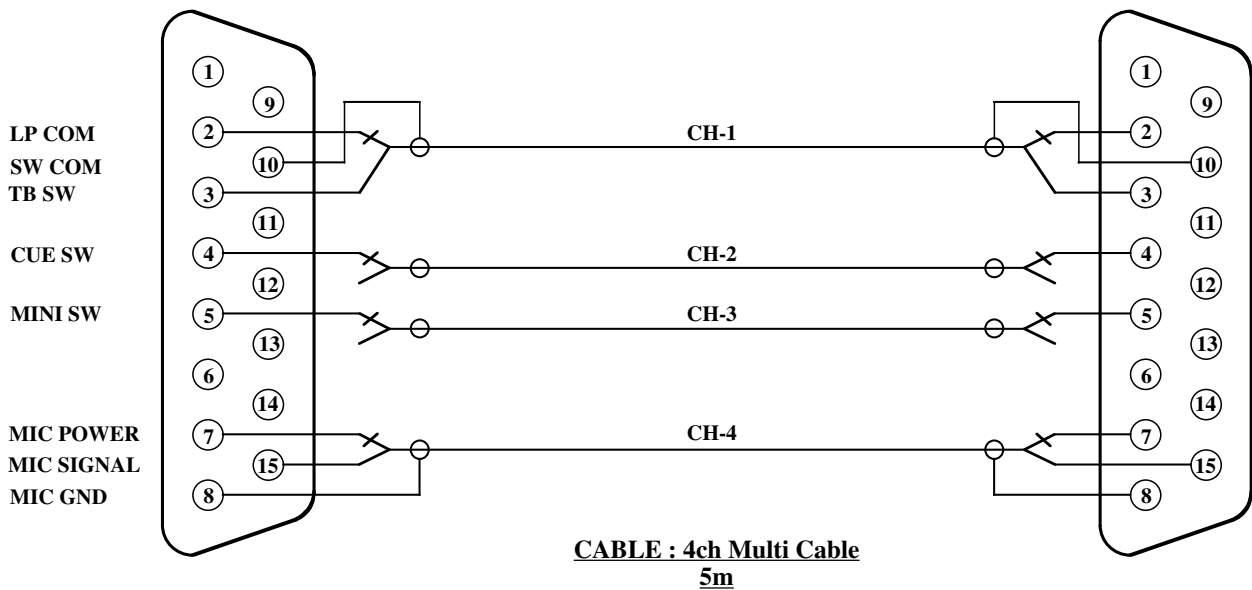 1
9
LP COM
2
SW COM
10
TB SW
3
11
CUE SW
4
12
MINI SW
5
13
6
14
MIC POWER
7
MIC SIGNAL
15
MIC GND
8
CH-1
CH-2
CH-3
CH-4
1
9
2
10
3
11
4
12
5
13
6
14
7
15
8
CABLE : 4ch Multi Cable
5m